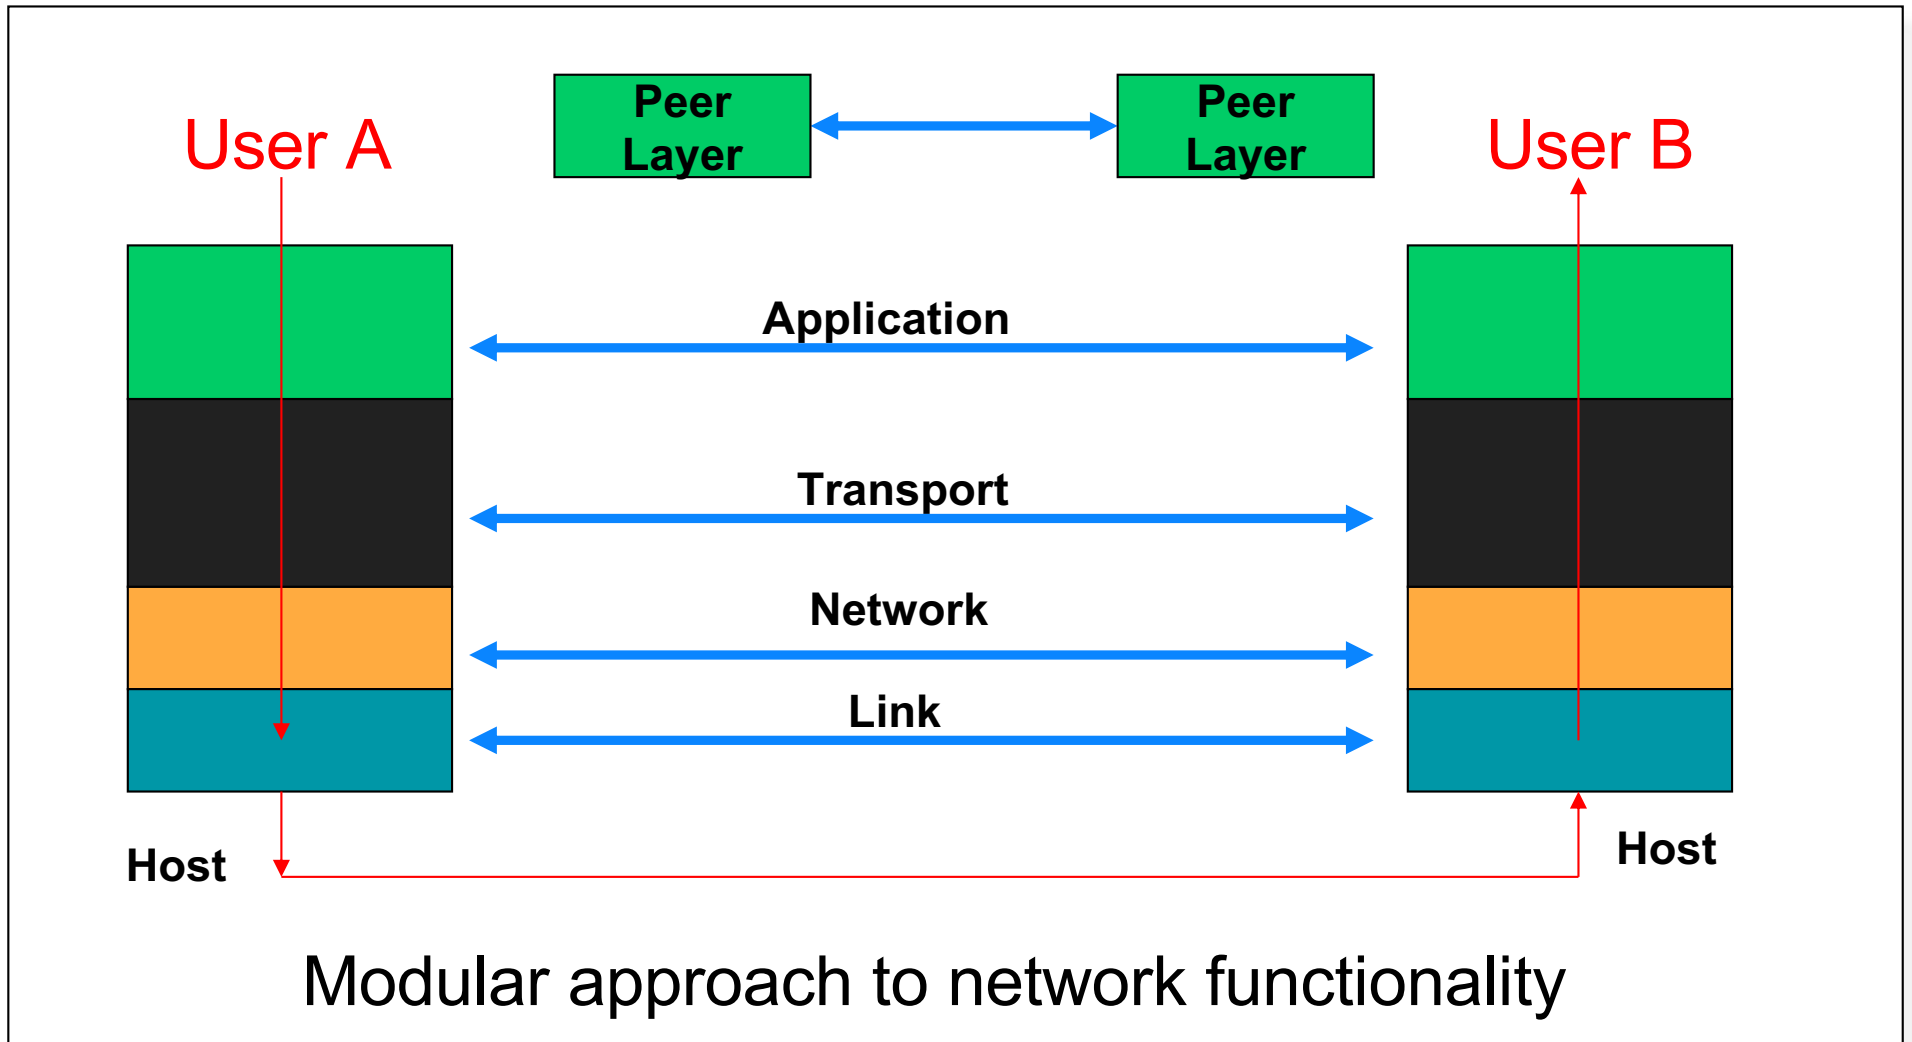 Peer
Layer
Peer
Layer
User A
User B
Application
Transport
Network
Link
Host
Host
Modular approach to network functionality